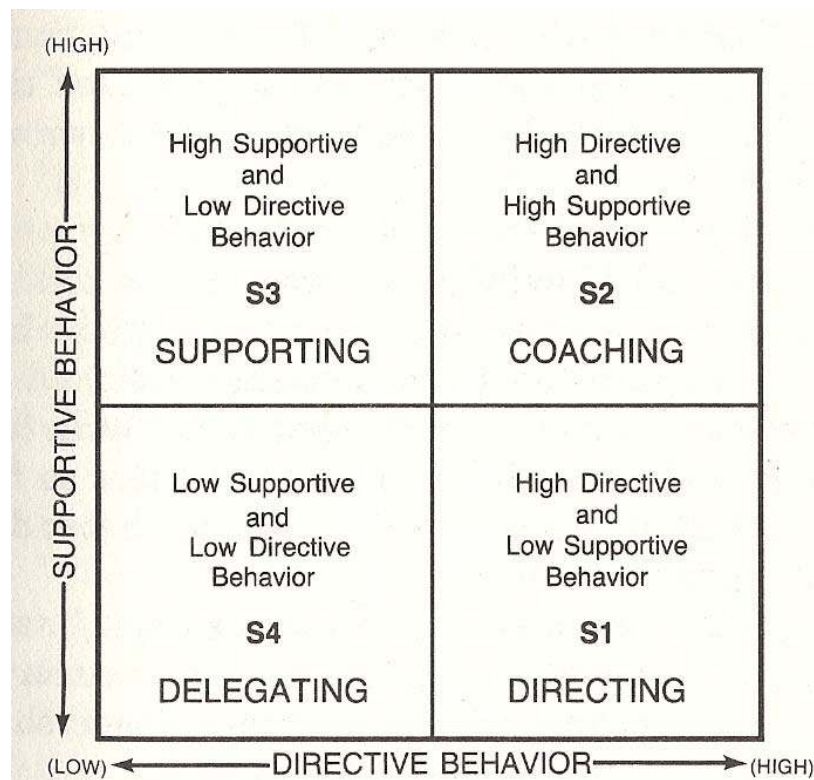 (HIGH)
SUPPORTIVE BEHAVIOR
High Supportive
and
Low Directive
Behavior
S3
SUPPORTING
High Directive
and
High Supportive
Behavior
S2
COACHING
Low Supportive
and
Low Directive
Behavior
S4
DELEGATING
High Directive
and
Low Supportive
Behavior
S1
DIRECTING
(LOW)
DIRECTIVE BEHAVIOR
(HIGH)